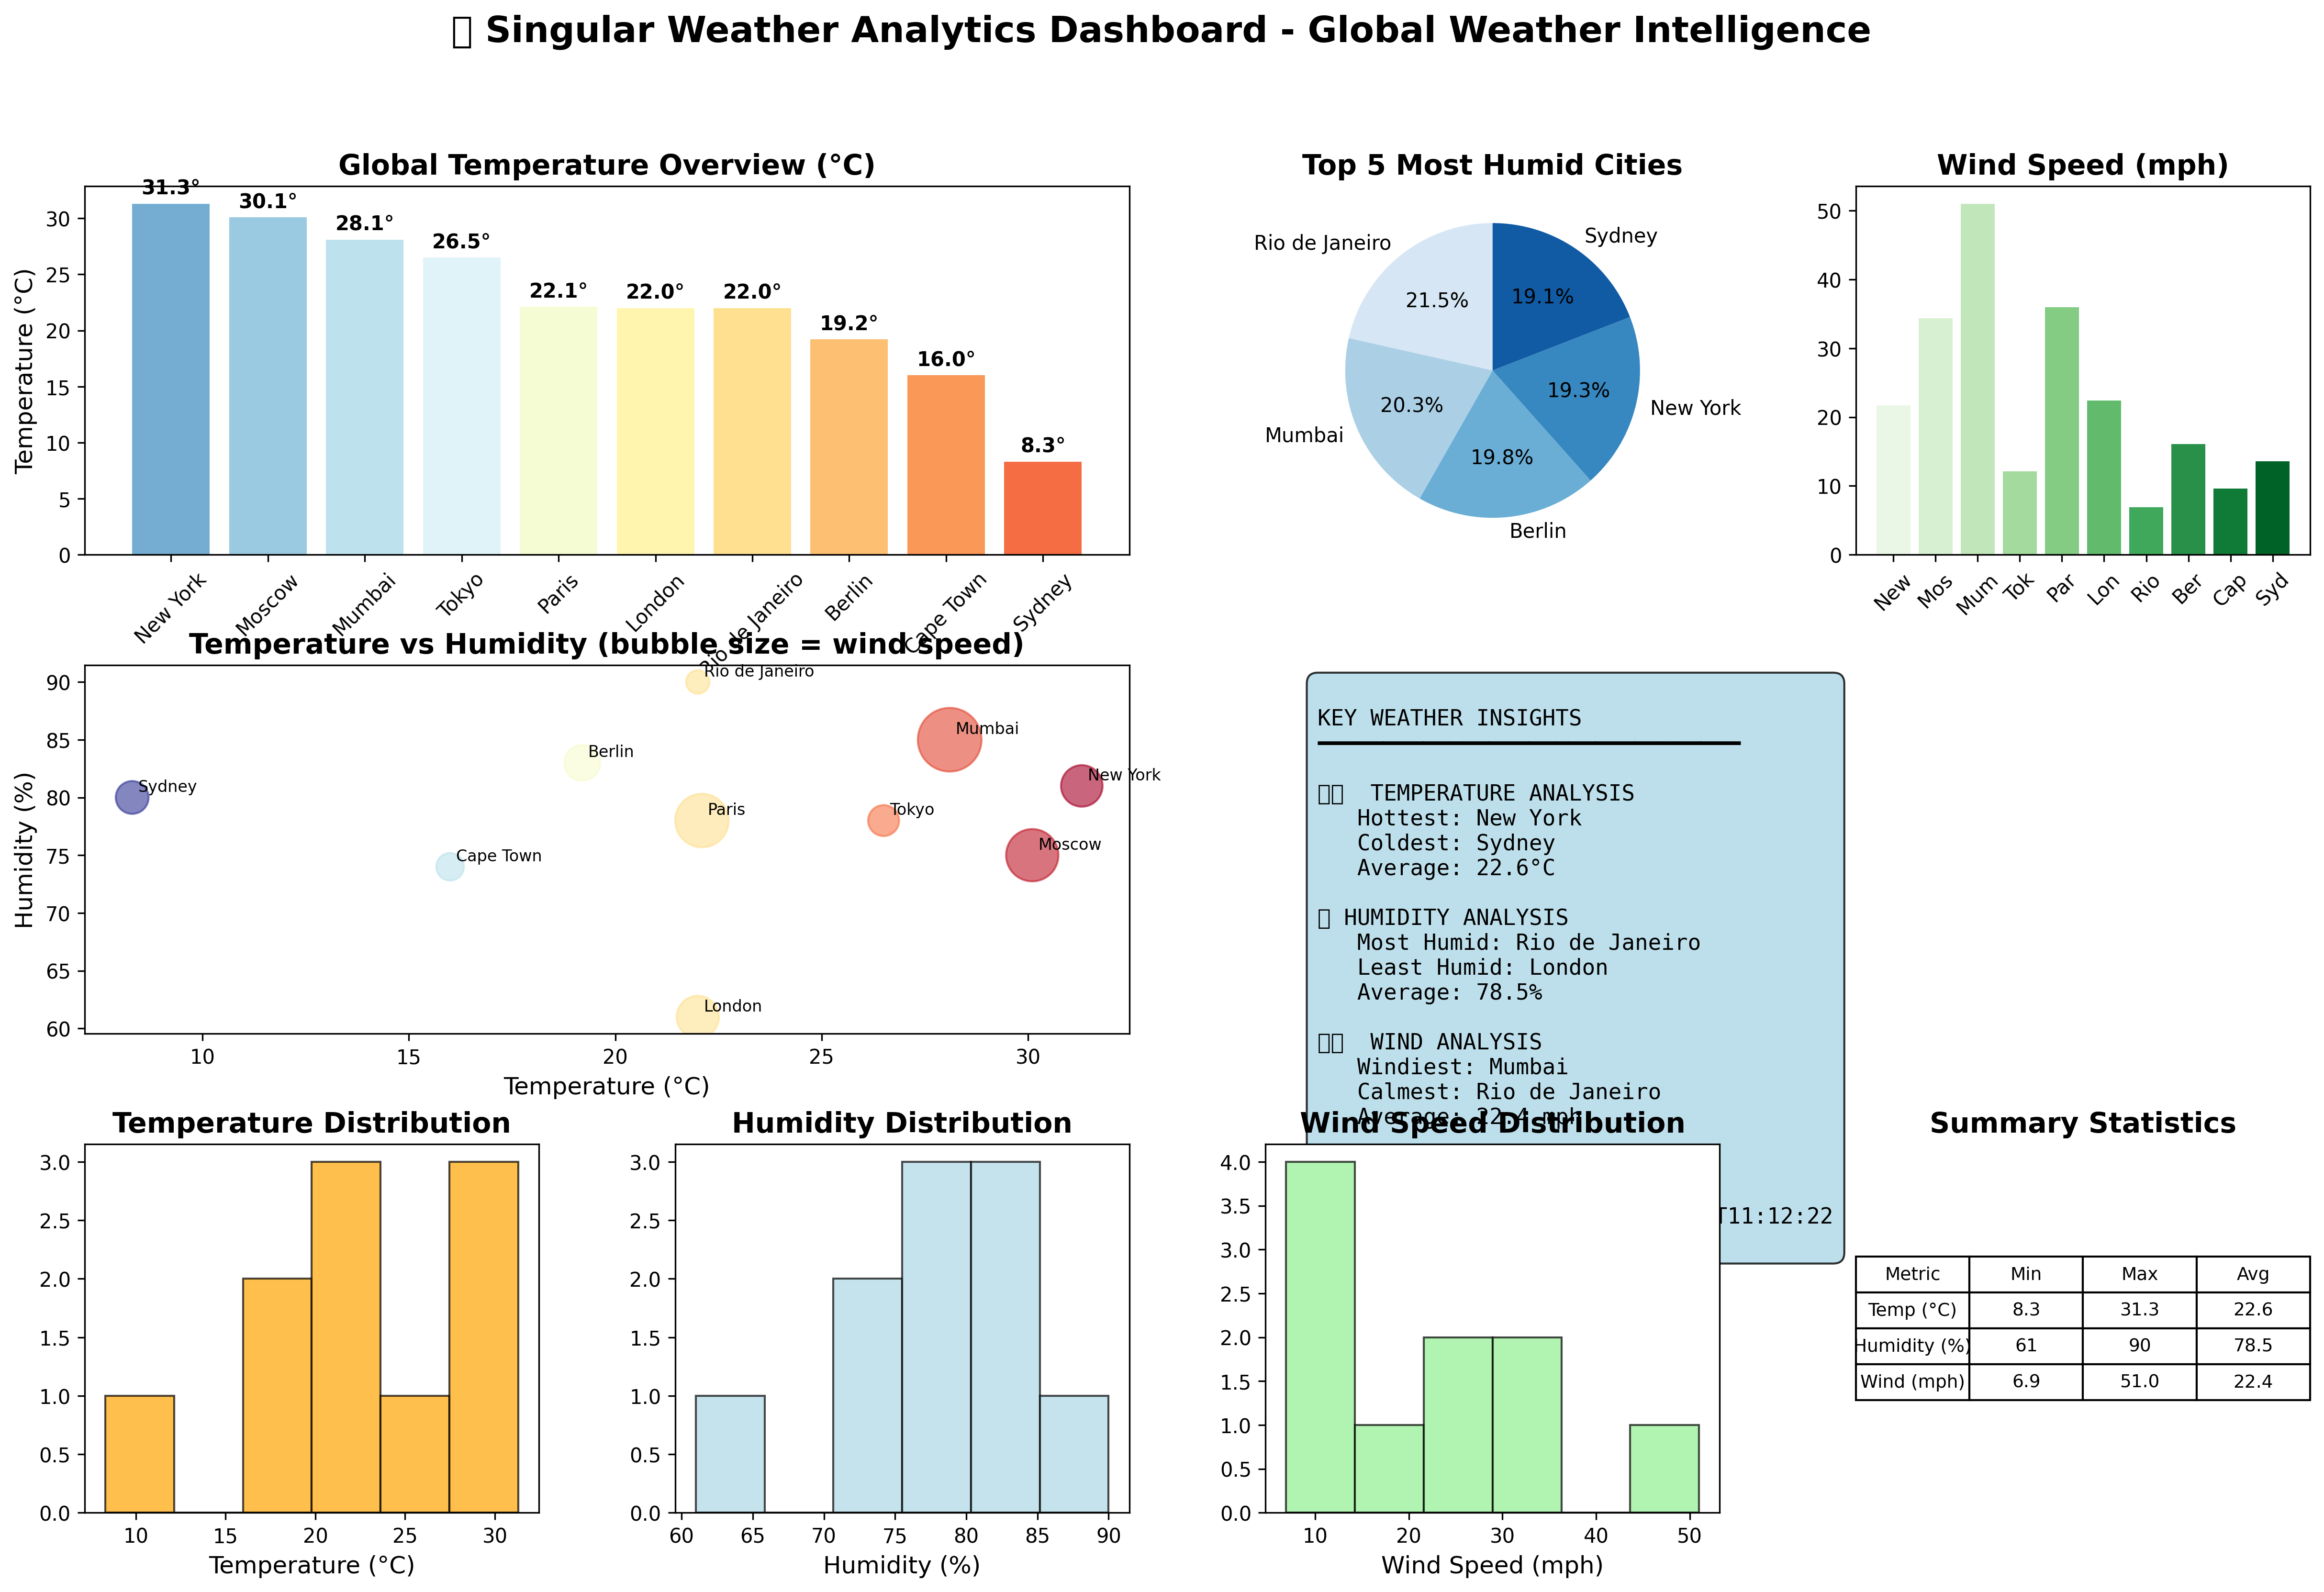 Singular Weather Analytics Dashboard - Global Weather Intelligence
Global Temperature Overview (°C)
Temperature (°C)
30
25
20
15
10
5
0
31.3°
30.1°
28.1°
26.5°
22.1°
22.0°
22.0°
19.2°
16.0°
8.3°
New York
Moscow
Mumbai
Tokyo
Paris
London
Rio de Janeiro
Berlin
Cape Town
Sydney
Top 5 Most Humid Cities
Rio de Janeiro
21.5%
Mumbai
20.3%
Berlin
19.8%
New York
19.3%
Sydney
19.1%
Wind Speed (mph)
50
40
30
20
10
0
New
Mos
Mum
Tok
Par
Lon
Rio
Ber
Cap
Syd
Temperature vs Humidity (bubble size = wind speed)
Humidity (%)
90
85
80
75
70
65
60
Rio de Janeiro
Mumbai
Berlin
New York
Sydney
Paris
Tokyo
Moscow
Cape Town
London
10
15
20
25
30
Temperature (°C)
KEY WEATHER INSIGHTS
TEMPERATURE ANALYSIS
Hottest: New York
Coldest: Sydney
Average: 22.6°C
HUMIDITY ANALYSIS
Most Humid: Rio de Janeiro
Least Humid: London
Average: 78.5%
WIND ANALYSIS
Windiest: Mumbai
Calmest: Rio de Janeiro
Average: 22.4 mph
T11:12:22
Temperature Distribution
3.0
2.5
2.0
1.5
1.0
0.5
0.0
10
15
20
25
30
Temperature (°C)
Humidity Distribution
3.0
2.5
2.0
1.5
1.0
0.5
0.0
60
65
70
75
80
85
90
Humidity (%)
Wind Speed Distribution
4.0
3.5
3.0
2.5
2.0
1.5
1.0
0.5
0.0
10
20
30
40
50
Wind Speed (mph)
Summary Statistics
Metric Min Max Avg
Temp (°C) 8.3 31.3 22.6
Humidity (%) 61 90 78.5
Wind (mph) 6.9 51.0 22.4